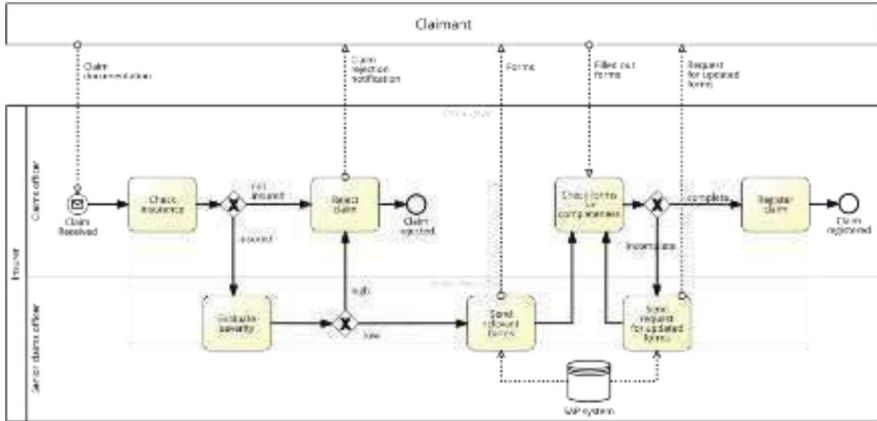 Claimant
Claim
documentation
Claim
rejection
notification
Forms
Filled out
forms
Request
for updated
forms
Insurer
Claims officer
Claim
Received
Check
insurance
not
insured
insured
Reject
claim
Claim
rejected
Check forms
for
completeness
complete
incomplete
Register
claim
Claim
registered
Senior claims officer
Evaluate
severity
high
low
Send
relevant
forms
Send
request
for updated
forms
SAP system